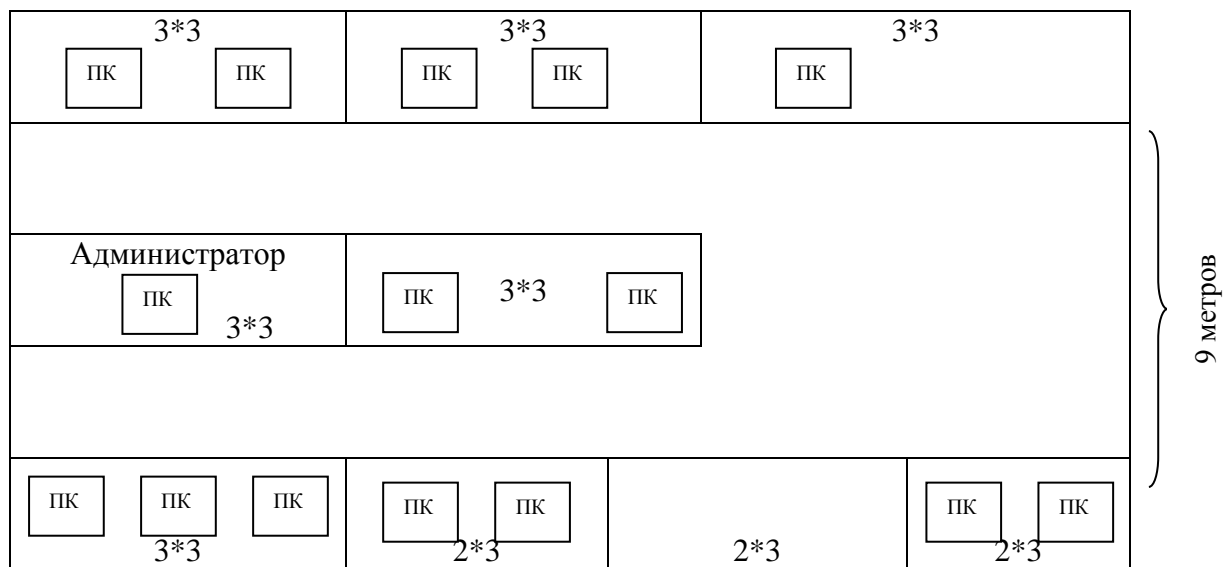 3*3 3*3 3*3
ПК ПК ПК ПК ПК
Администратор
ПК ПК 3*3 ПК
3*3
9 метров
ПК ПК ПК ПК ПК ПК ПК
3*3 2*3 2*3 2*3